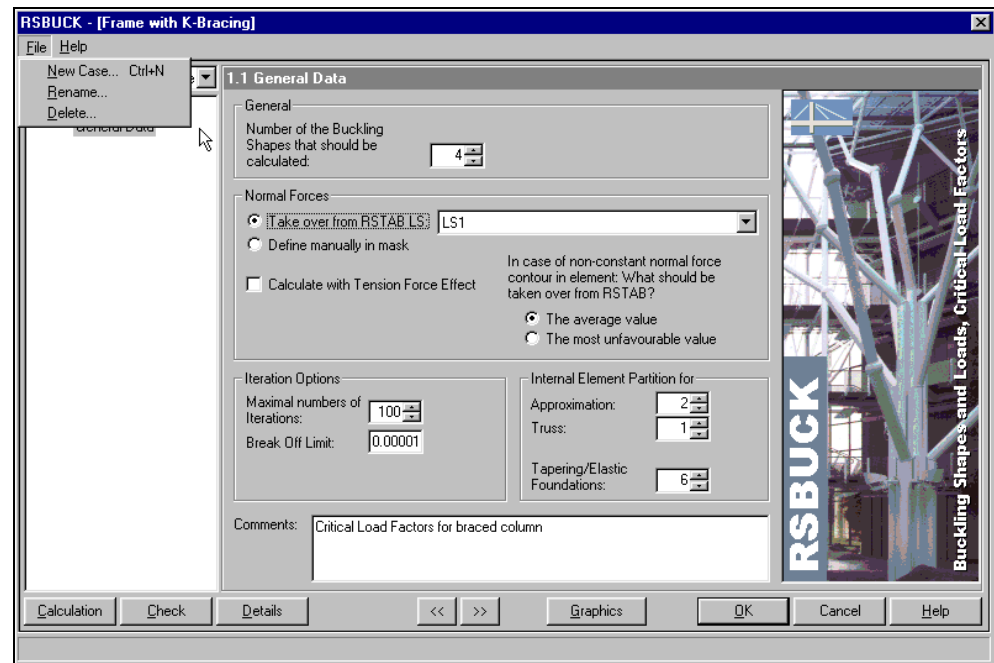 RSBUCK - [Frame with K-Bracing]
File Help
New Case... Ctrl+N
Rename...
Delete...
General Data
1.1 General Data
General
Number of the Buckling
Shapes that should be
calculated:
4
Normal Forces
Take over from RSTAB LS:
LS1
Define manually in mask
Calculate with Tension Force Effect
In case of non-constant normal force
contour in element: What should be
taken over from RSTAB?
The average value
The most unfavourable value
Iteration Options
Maximal numbers of
Iterations:
100
Break Off Limit:
0.00001
Internal Element Partition for
Approximation:
2
Truss:
1
Tapering/Elastic
Foundations:
6
Comments:
Critical Load Factors for braced column
RSBUCK
Buckling Shapes and Loads, Critical Load Factors
Calculation
Check
Details
<<
>>
Graphics
OK
Cancel
Help